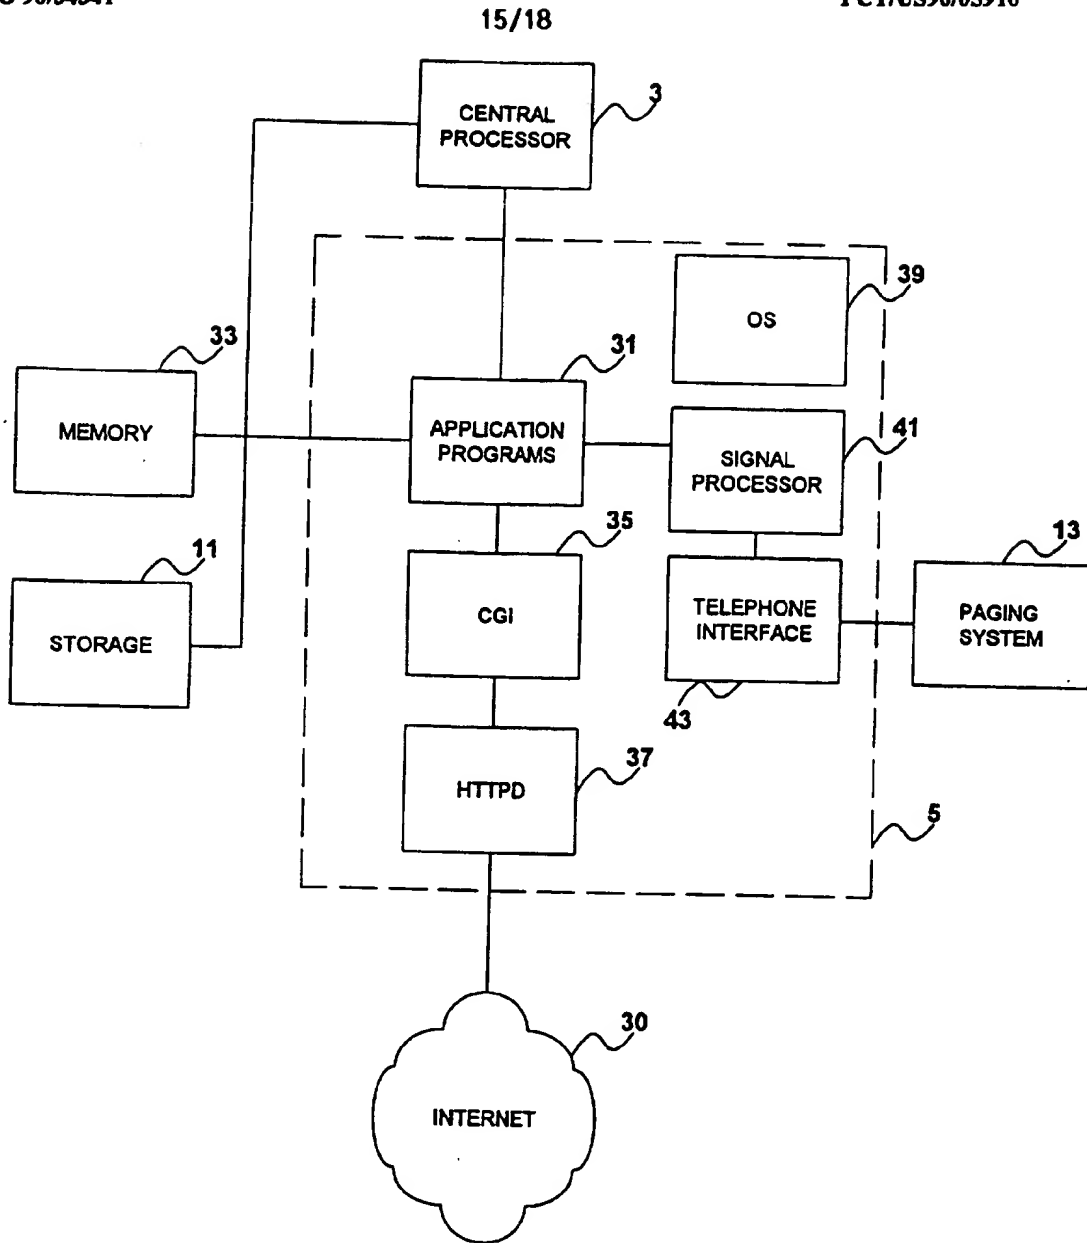 15/18
CENTRAL
PROCESSOR
3
OS
39
33
MEMORY
31
APPLICATION
PROGRAMS
41
SIGNAL
PROCESSOR
11
STORAGE
35
CGI
TELEPHONE
INTERFACE
43
13
PAGING
SYSTEM
HTTPD
37
5
30
INTERNET